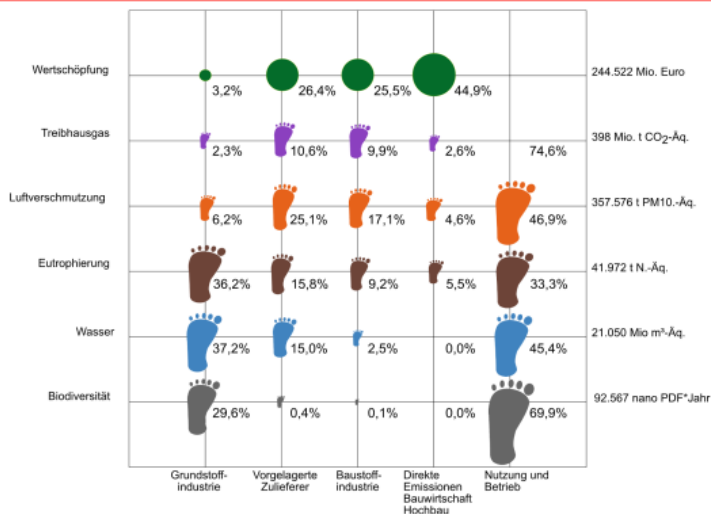 Wertschöpfung
3,2%
26,4%
25,5%
44,9%
244.522 Mio. Euro
Treibhausgas
2,3%
10,6%
9,9%
2,6%
74,6%
398 Mio. t CO2-Äq.
Luftverschmutzung
6,2%
25,1%
17,1%
4,6%
46,9%
357.576 t PM10.-Äq.
Eutrophierung
36,2%
15,8%
9,2%
5,5%
33,3%
41.972 t N.-Äq.
Wasser
37,2%
15,0%
2,5%
0,0%
45,4%
21.050 Mio m³-Äq.
Biodiversität
29,6%
0,4%
0,1%
0,0%
69,9%
92.567 nano PDF*Jahr
Grundstoff-
industrie
Vorgelagerte
Zulieferer
Baustoff-
industrie
Direkte
Emissionen
Bauwirtschaft
Hochbau
Nutzung und
Betrieb